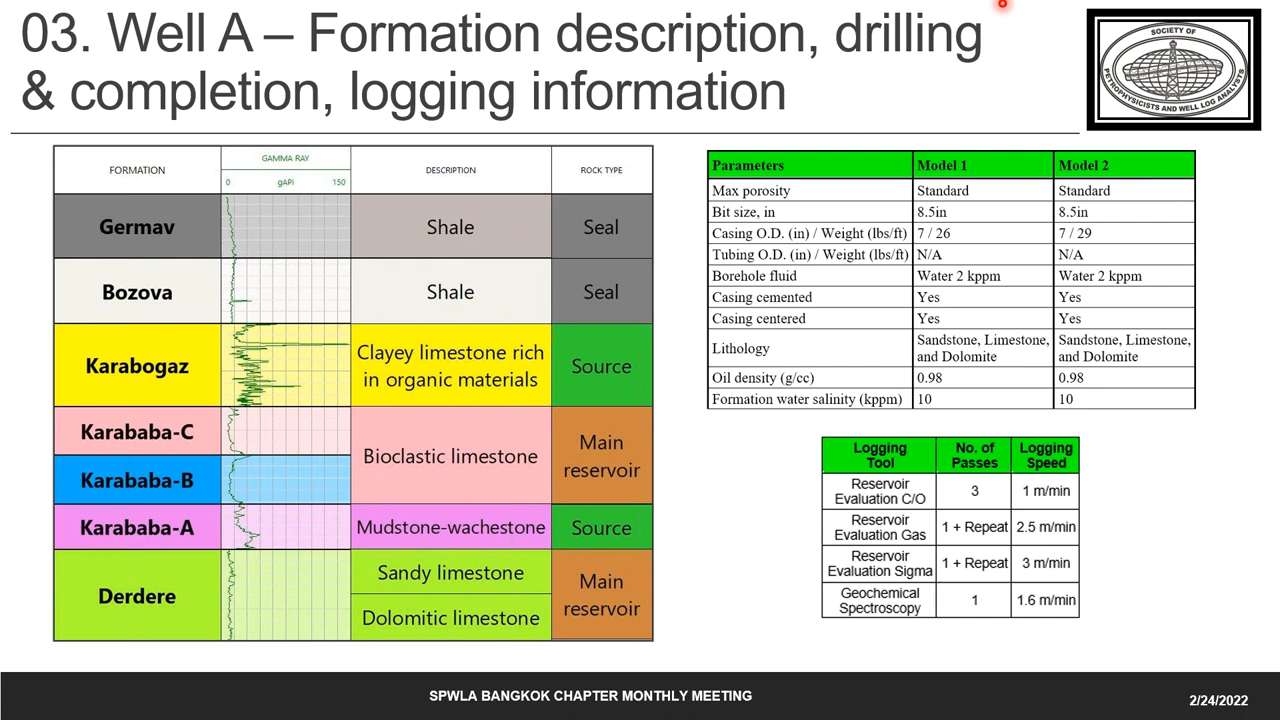 03. Well A – Formation description, drilling
& completion, logging information
SOCIETY OF
PETROPHYSICISTS AND WELL LOG ANALYSTS
FORMATION
GAMMA RAY
0 gAPI 150
DESCRIPTION
ROCK TYPE
Germav Shale Seal
Bozova Shale Seal
Karabogaz
Clayey limestone rich
in organic materials
Source
Karababa-C
Karababa-B
Bioclastic limestone
Main
reservoir
Karababa-A Mudstone-wachestone Source
Derdere
Sandy limestone
Dolomitic limestone
Main
reservoir
Parameters Model 1 Model 2
Max porosity Standard Standard
Bit size, in 8.5in 8.5in
Casing O.D. (in) / Weight (lbs/ft) 7 / 26 7 / 29
Tubing O.D. (in) / Weight (lbs/ft) N/A N/A
Borehole fluid Water 2 kppm Water 2 kppm
Casing cemented Yes Yes
Casing centered Yes Yes
Lithology
Sandstone, Limestone,
and Dolomite
Sandstone, Limestone,
and Dolomite
Oil density (g/cc) 0.98 0.98
Formation water salinity (kppm) 10 10
Logging
Tool
No. of
Passes
Logging
Speed
Reservoir
Evaluation C/O
3 1 m/min
Reservoir
Evaluation Gas
1 + Repeat 2.5 m/min
Reservoir
Evaluation Sigma
1 + Repeat 3 m/min
Geochemical
Spectroscopy
1 1.6 m/min
SPWLA BANGKOK CHAPTER MONTHLY MEETING
2/24/2022